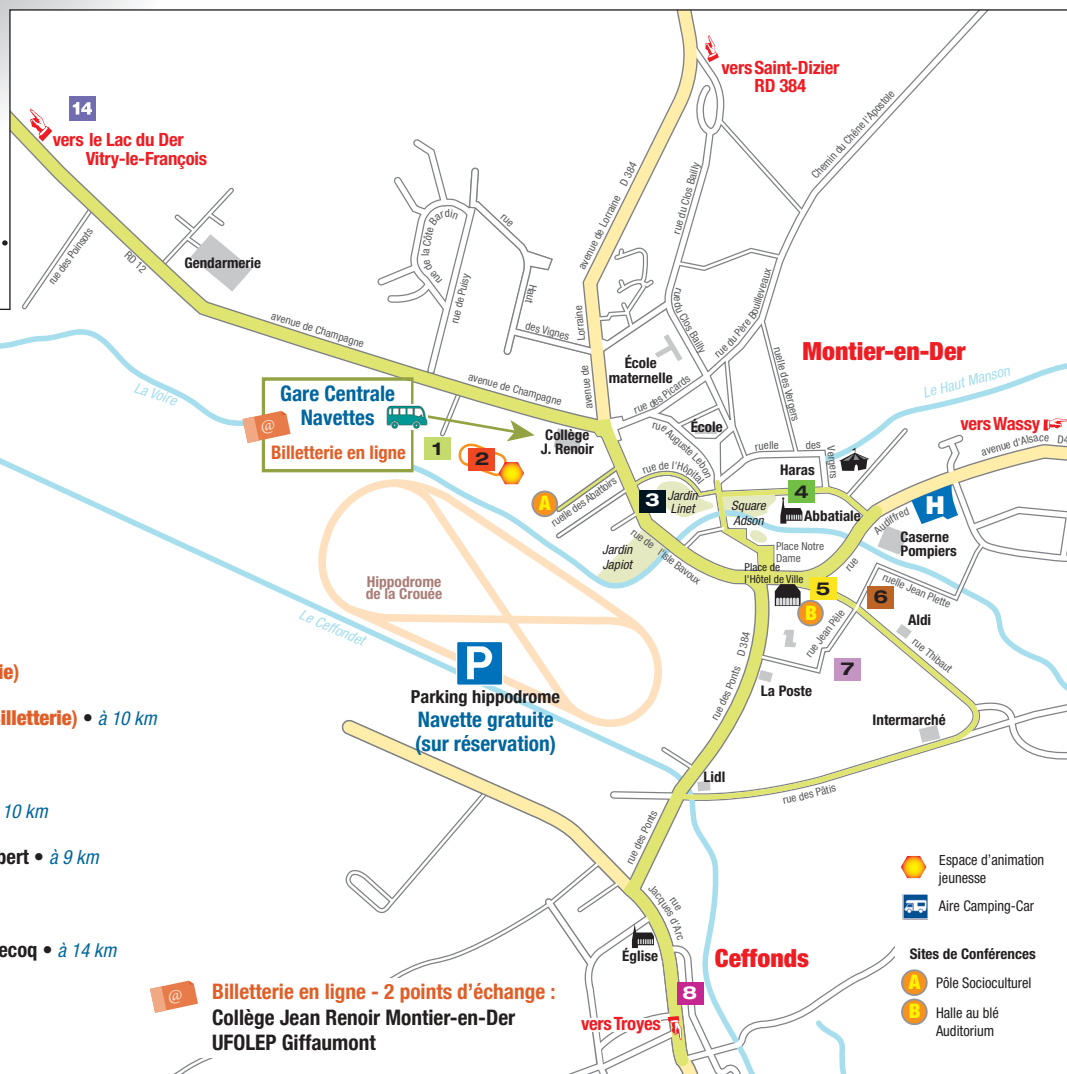 vers Saint-Dizier
RD 384
14
vers le Lac du Der
Vitry-le-François
Chemin du Chêne l'Apostole
avenue de Lorraine D 384
rue du Clos Bailly
rue des Poinsots
RD 12
Gendarmerie
rue de la Côte Bardin
rue
Haut
des Vignes
rue de Puisy
avenue de Champagne
avenue de Champagne
avenue de Lorraine
rue du Clos Bailly
rue du Père Bouilleveaux
ruelle des Vergers
École
maternelle
rue des Picards
Montier-en-Der
Le Haut Manson
La Voire
Gare Centrale
Navettes
@
Billetterie en ligne
1
2
Collège
J. Renoir
École
rue Auguste Lebon
ruelle des Vergers
vers Wassy
avenue d'Alsace D4
rue de l'Hôpital
Haras
4
A
ruelle des Abattoirs
3
Jardin
Linet
Square
Adson
Abbatiale
H
rue Audiffred
Caserne
Pompiers
Jardin
Japiot
rue de l'Isle Bavoux
Place Notre
Dame
Place de
l'Hôtel de Ville
Hippodrome
de la Crouée
Le Ceffondet
5
6
B
ruelle Jean Plette
rue Jean Pêle
Aldi
rue Thibaut
7
La Poste
P
Parking hippodrome
Navette gratuite
(sur réservation)
rue des Ponts D 384
Intermarché
Lidl
rue des Pâtis
rue des Ponts
rue
Jacques d'Arc
Église
Ceffonds
8
vers Troyes
ie)
illetterie) • à 10 km
10 km
bert • à 9 km
ecoq • à 14 km
@
Billetterie en ligne - 2 points d'échange :
Collège Jean Renoir Montier-en-Der
UFOLEP Giffaumont
Espace d'animation
jeunesse
Aire Camping-Car
Sites de Conférences
A Pôle Socioculturel
B Halle au blé
Auditorium